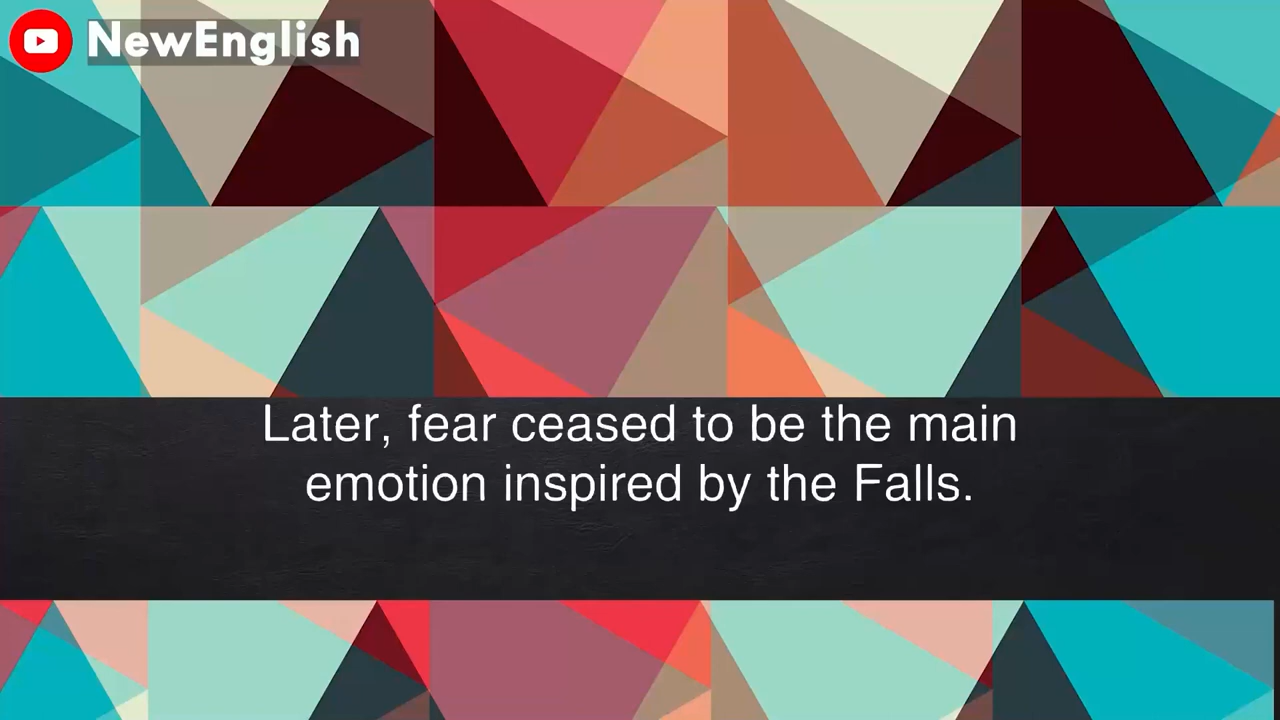 NewEnglish
Later, fear ceased to be the main
emotion inspired by the Falls.